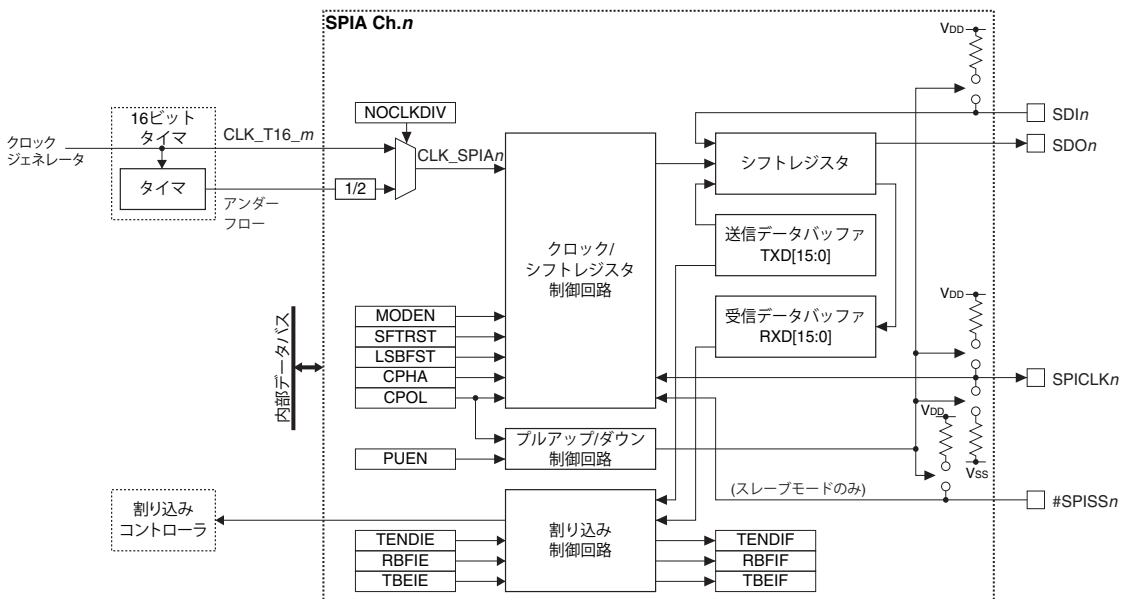 SPIA Ch.n
VDD
16ビット
タイマ
クロック
ジェネレータ
CLK_T16_m
タイマ
アンダー
フロー
1/2
NOCLKDIV
CLK_SPIAn
クロック/
シフトレジスタ
制御回路
シフトレジスタ
SDIn
SDOn
送信データバッファ
TXD[15:0]
受信データバッファ
RXD[15:0]
VDD
内部データバス
MODEN
SFTRST
LSBFST
CPHA
CPOL
SPICLKn
VDD
プルアップ/ダウン
制御回路
PUEN
VSS
(スレーブモードのみ)
#SPISSn
割り込み
コントローラ
割り込み
制御回路
TENDIE
RBFIE
TBEIE
TENDIF
RBFIF
TBEIF